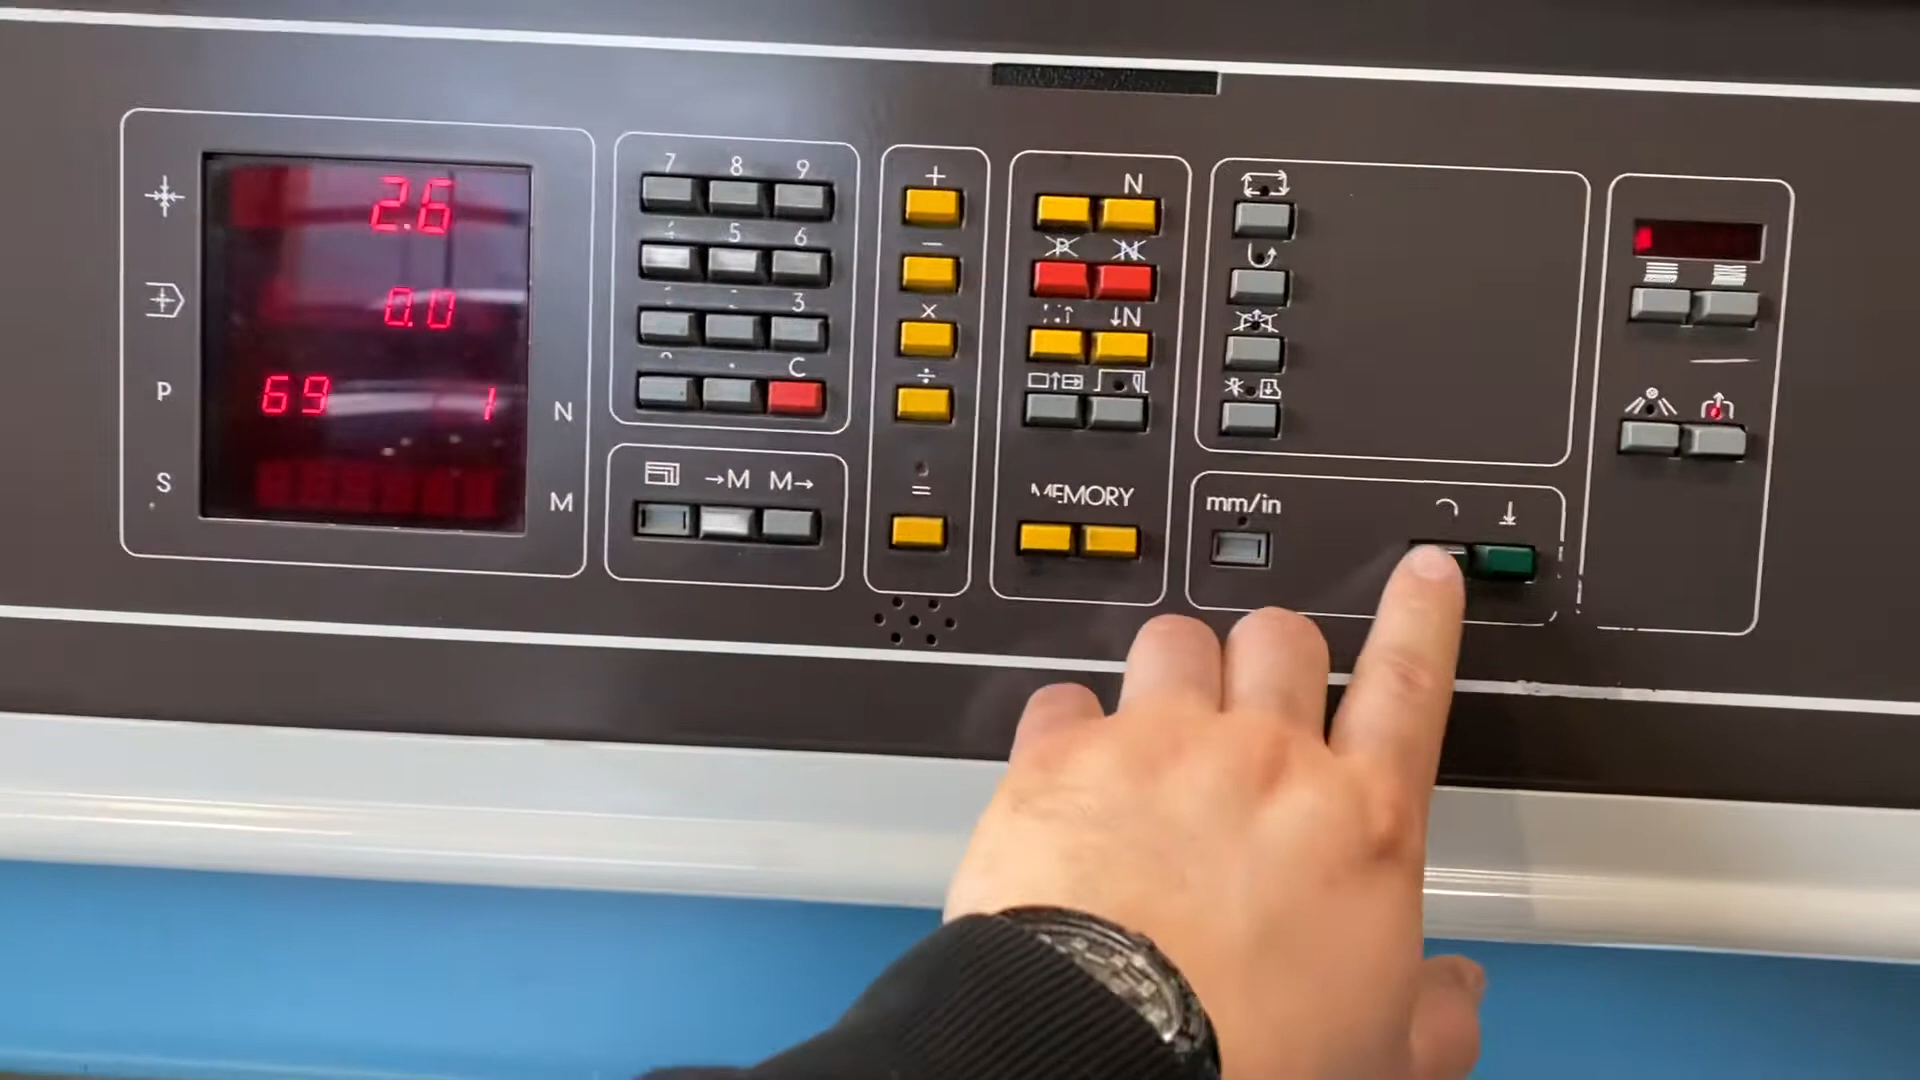 2.6
0.0
P 69 1 N
S M
7 8 9
5 6
3
C
→M M→
+
−
×
÷
=
N
P N
↓N
MEMORY
mm/in